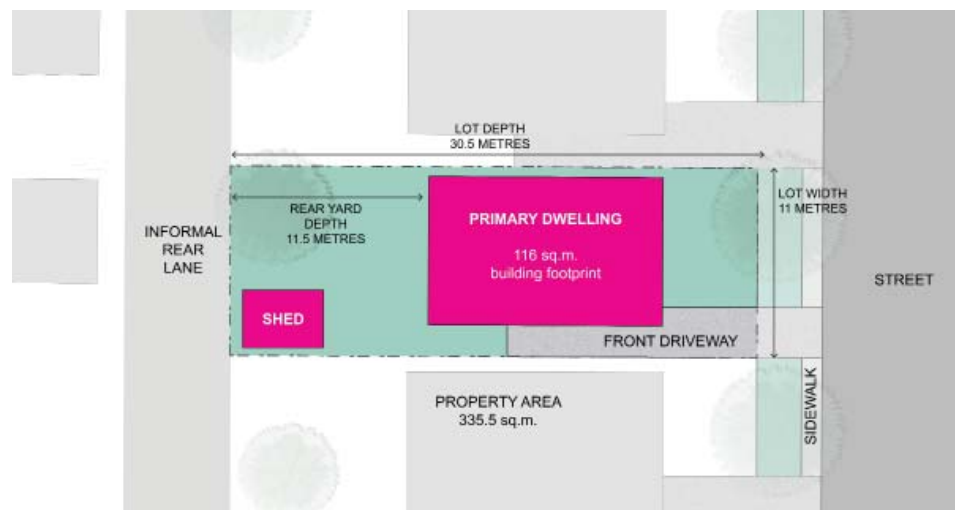 LOT DEPTH
30.5 METRES
LOT WIDTH
11 METRES
REAR YARD
DEPTH
11.5 METRES
PRIMARY DWELLING
116 sq.m.
building footprint
INFORMAL
REAR
LANE
STREET
SHED
FRONT DRIVEWAY
SIDEWALK
PROPERTY AREA
335.5 sq.m.